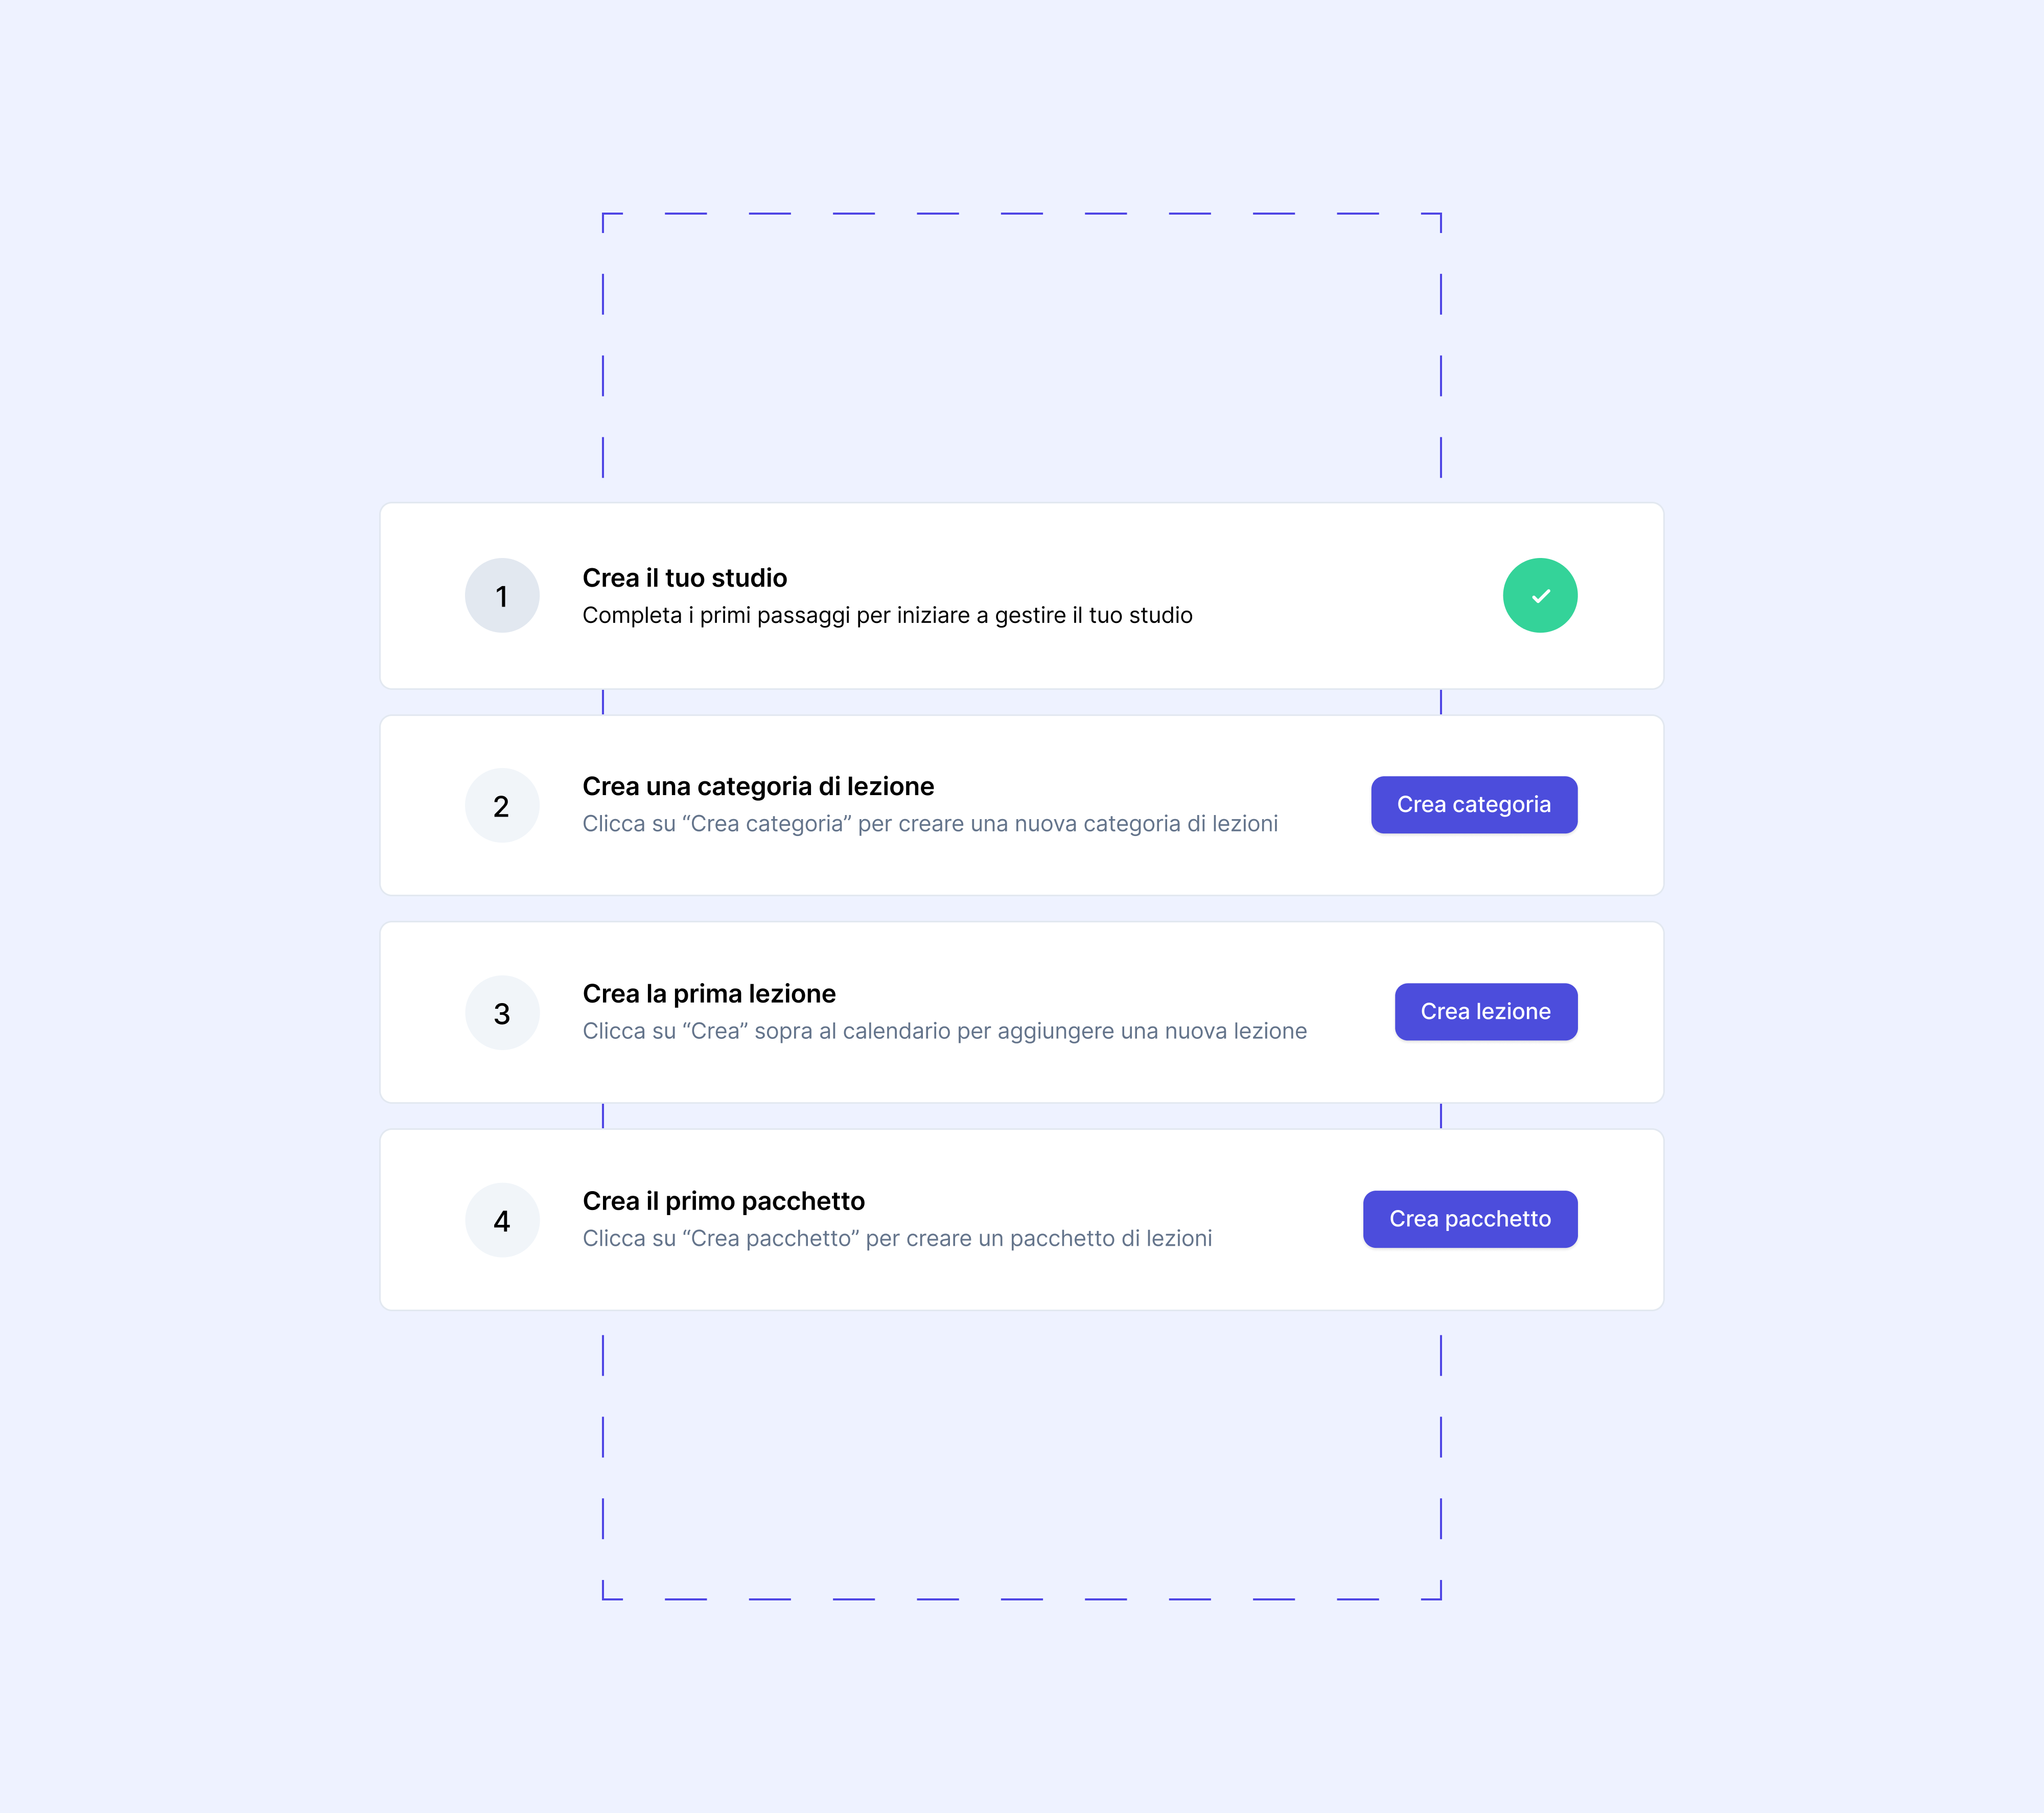 1
Crea il tuo studio
Completa i primi passaggi per iniziare a gestire il tuo studio
2
Crea una categoria di lezione
Clicca su “Crea categoria” per creare una nuova categoria di lezioni
Crea categoria
3
Crea la prima lezione
Clicca su “Crea” sopra al calendario per aggiungere una nuova lezione
Crea lezione
4
Crea il primo pacchetto
Clicca su “Crea pacchetto” per creare un pacchetto di lezioni
Crea pacchetto